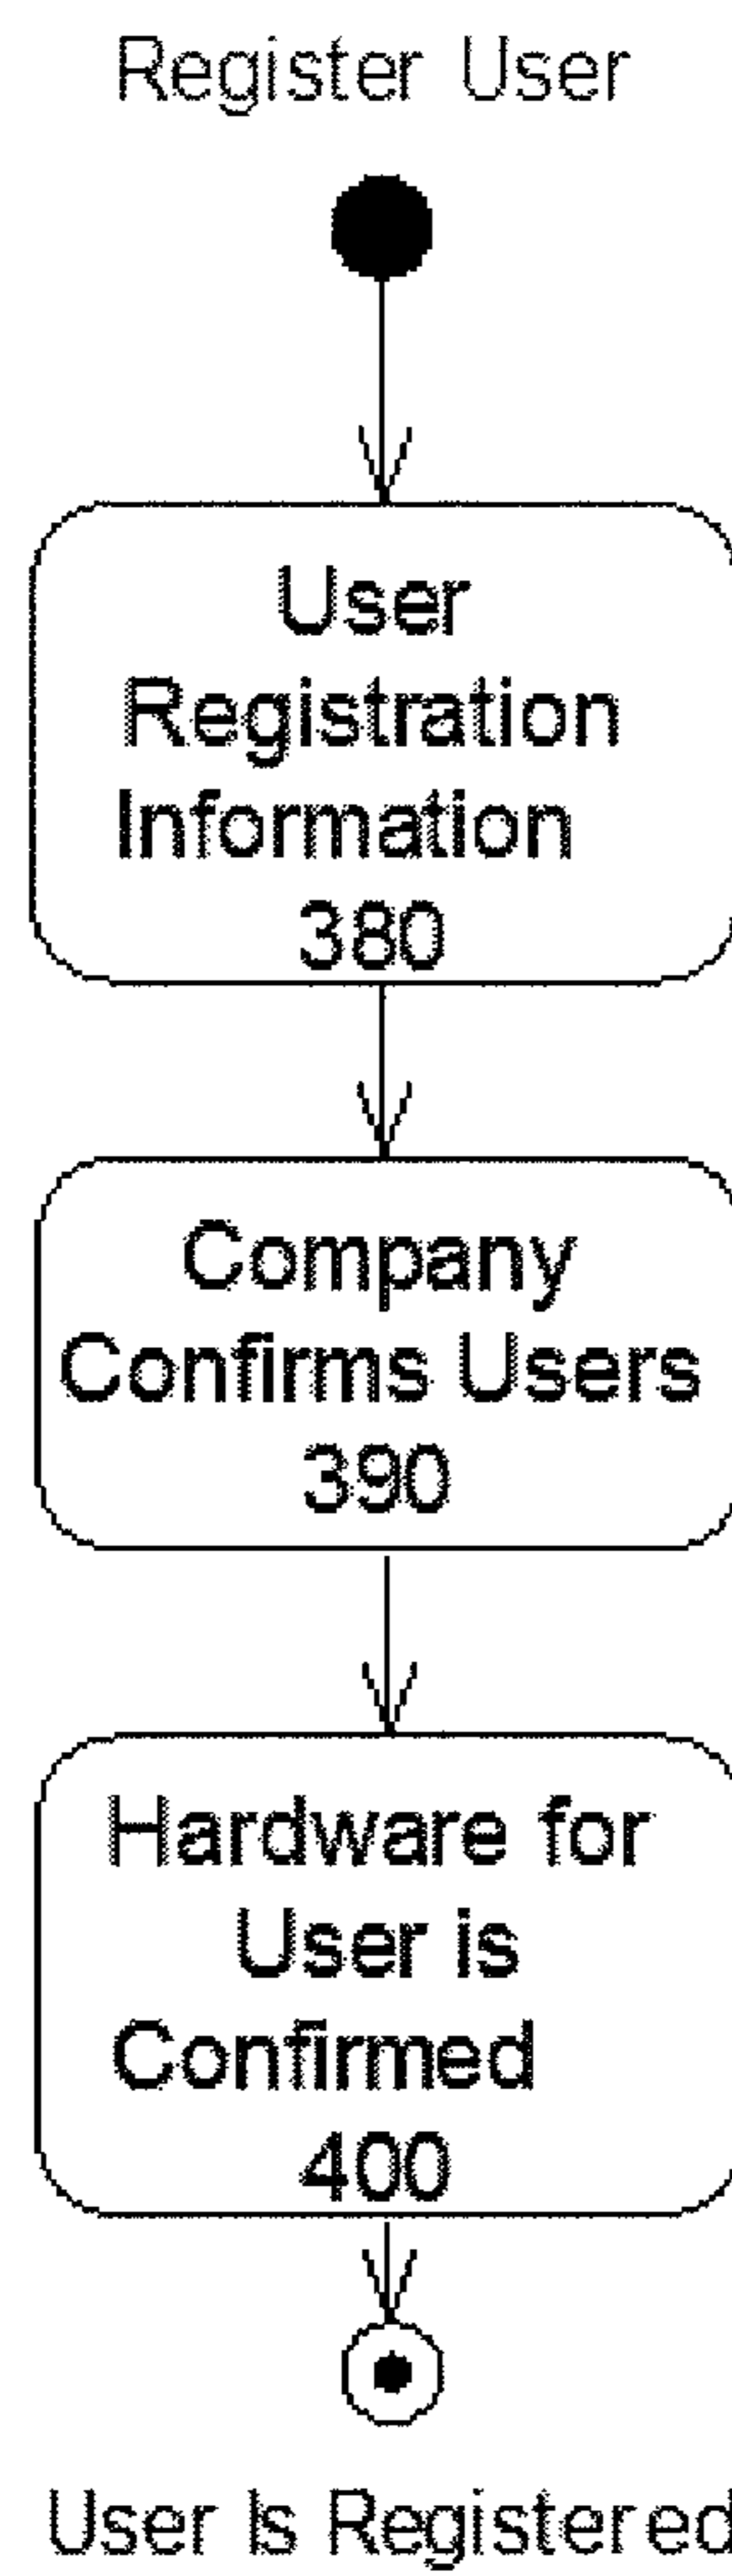 Register User
User
Registration
Information
380
Company
Confirms Users
390
Hardware for
User is
Confirmed
400
User Is Registered